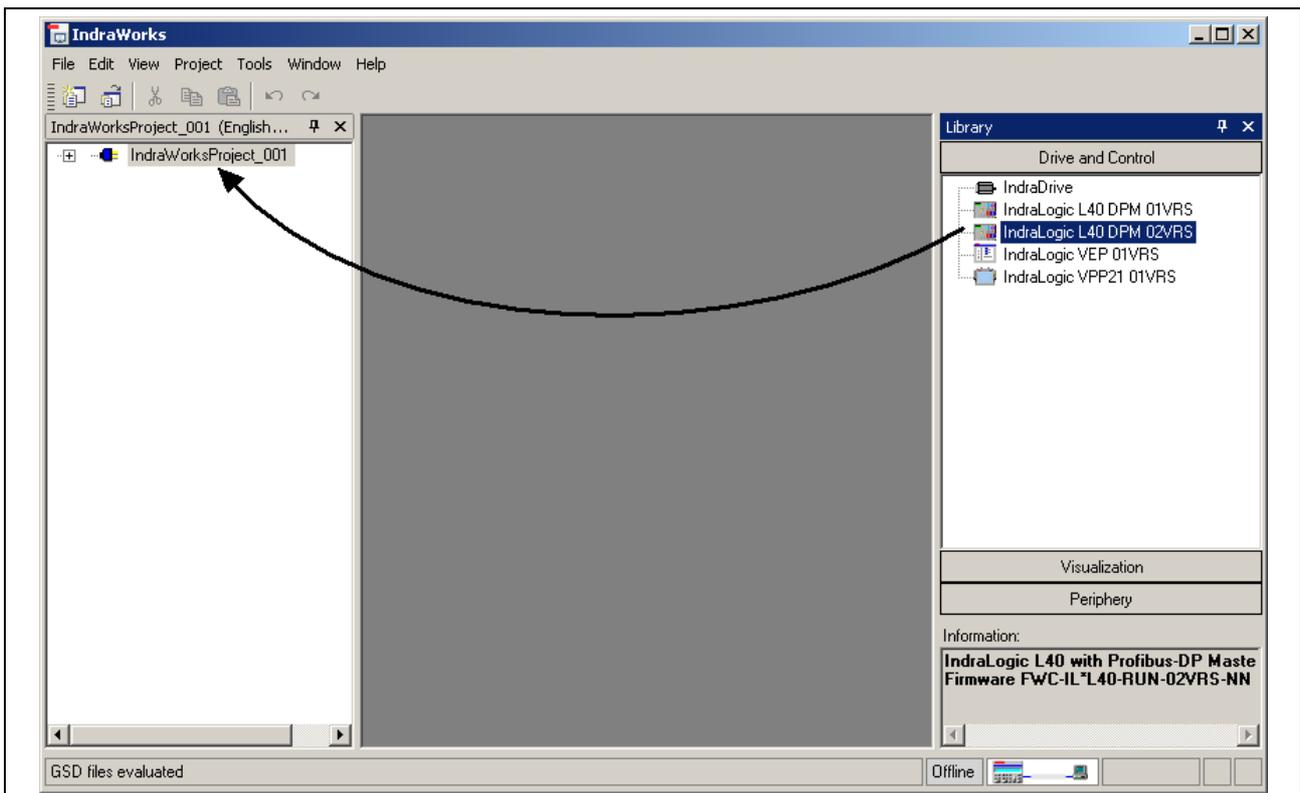 IndraWorks
File Edit View Project Tools Window Help
IndraWorksProject_001 (English...
IndraWorksProject_001
Library
Drive and Control
IndraDrive
IndraLogic L40 DPM 01VRS
IndraLogic L40 DPM 02VRS
IndraLogic VEP 01VRS
IndraLogic VPP21 01VRS
Visualization
Periphery
Information:
IndraLogic L40 with Profibus-DP Maste
Firmware FWC-IL*L40-RUN-02VRS-NN
GSD files evaluated
Offline